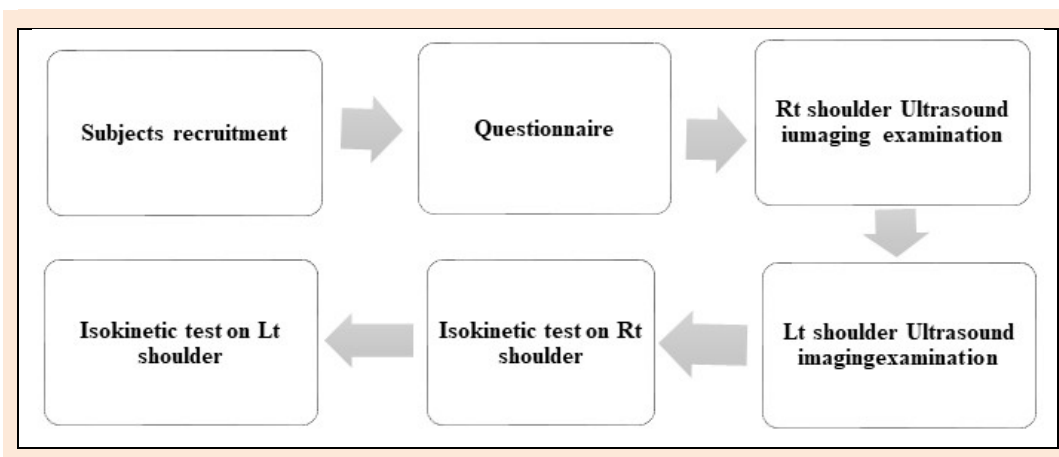 Subjects recruitment
Questionnaire
Rt shoulder Ultrasound
iumaging examination
Lt shoulder Ultrasound
imagingexamination
Isokinetic test on Rt
shoulder
Isokinetic test on Lt
shoulder